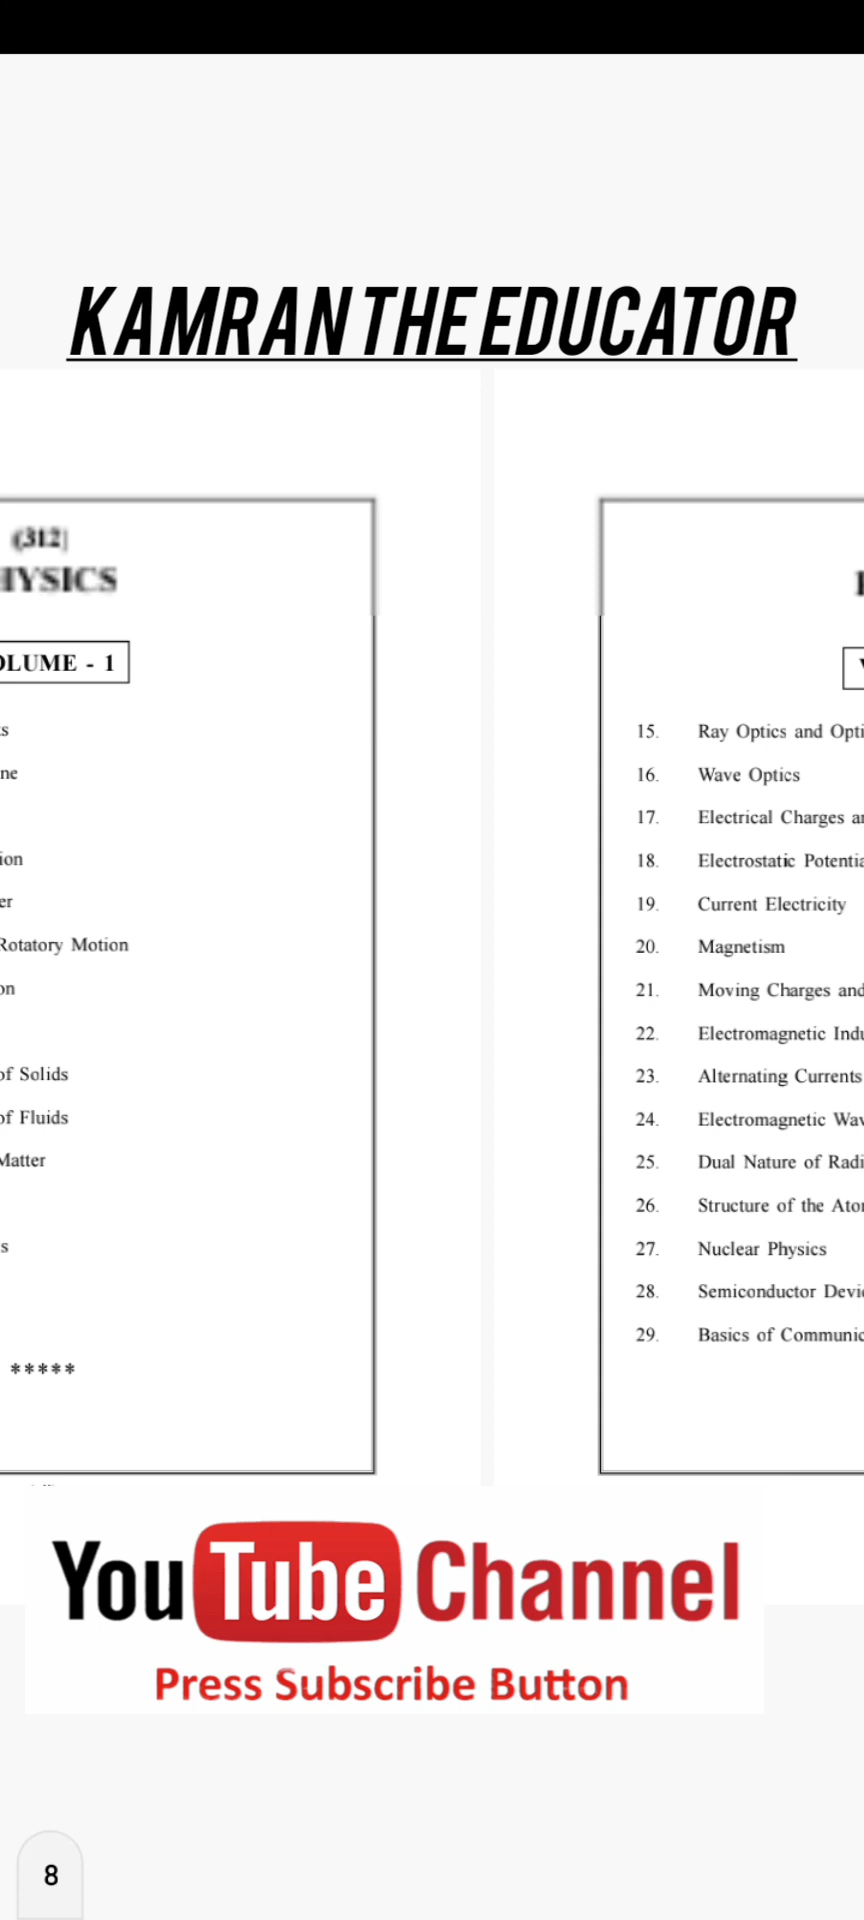 KAMRAN THE EDUCATOR
(312)
HYSICS
OLUME - 1
s
ne
ion
er
Rotatory Motion
on
of Solids
of Fluids
Matter
s
*****
15. Ray Optics and Opti
16. Wave Optics
17. Electrical Charges a
18. Electrostatic Potentia
19. Current Electricity
20. Magnetism
21. Moving Charges and
22. Electromagnetic Indu
23. Alternating Currents
24. Electromagnetic Wav
25. Dual Nature of Radi
26. Structure of the Ato
27. Nuclear Physics
28. Semiconductor Devi
29. Basics of Communic
YouTube Channel
Press Subscribe Button
8